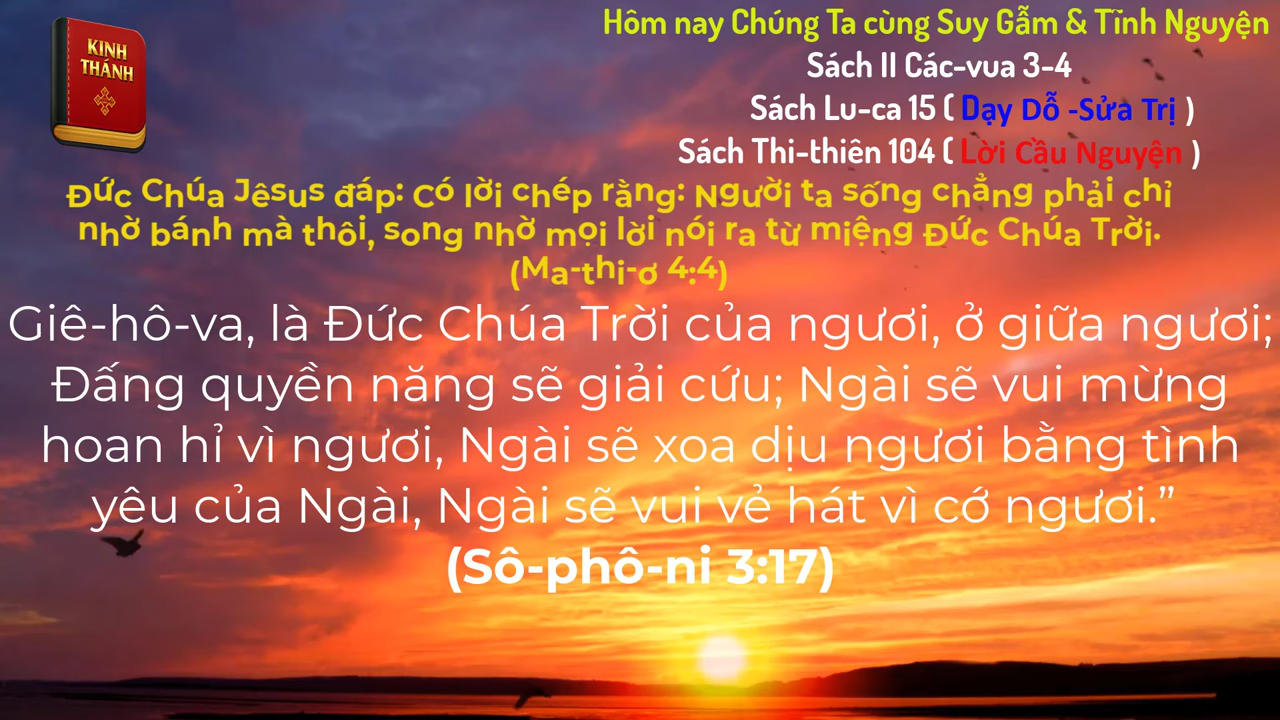 KINH
THÁNH
Hôm nay Chúng Ta cùng Suy Gẫm & Tĩnh Nguyện
Sách II Các-vua 3-4
Sách Lu-ca 15 ( Dạy Dỗ -Sửa Trị )
Sách Thi-thiên 104 ( Lời Cầu Nguyện )
Đức Chúa Jêsus đáp: Có lời chép rằng: Người ta sống chẳng phải chỉ
nhờ bánh mà thôi, song nhờ mọi lời nói ra từ miệng Đức Chúa Trời.
(Ma-thi-ơ 4:4)
Giê-hô-va, là Đức Chúa Trời của ngươi, ở giữa ngươi;
Đấng quyền năng sẽ giải cứu; Ngài sẽ vui mừng
hoan hỉ vì ngươi, Ngài sẽ xoa dịu ngươi bằng tình
yêu của Ngài, Ngài sẽ vui vẻ hát vì cớ ngươi.”
(Sô-phô-ni 3:17)